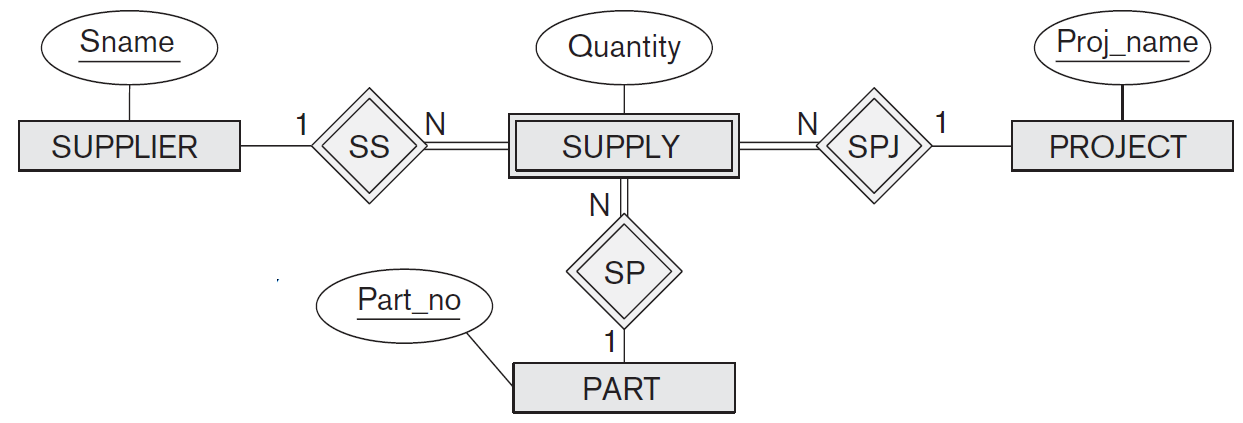 Sname
Quantity
Proj_name
SUPPLIER
1
SS
N
SUPPLY
N
SPJ
1
PROJECT
N
SP
Part_no
1
PART